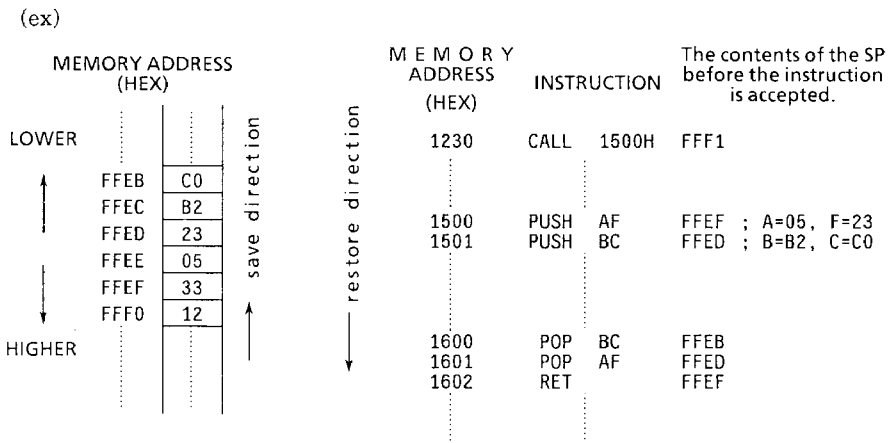 (ex)
MEMORY ADDRESS
(HEX)
LOWER
FFEB C0
FFEC B2
FFED 23
FFEE 05
FFEF 33
FFF0 12
HIGHER
save direction
restore direction
MEMORY
ADDRESS
(HEX)
INSTRUCTION
The contents of the SP
before the instruction
is accepted.
1230 CALL 1500H FFF1
1500 PUSH AF FFEF ; A=05, F=23
1501 PUSH BC FFED ; B=B2, C=C0
1600 POP BC FFEB
1601 POP AF FFED
1602 RET FFEF